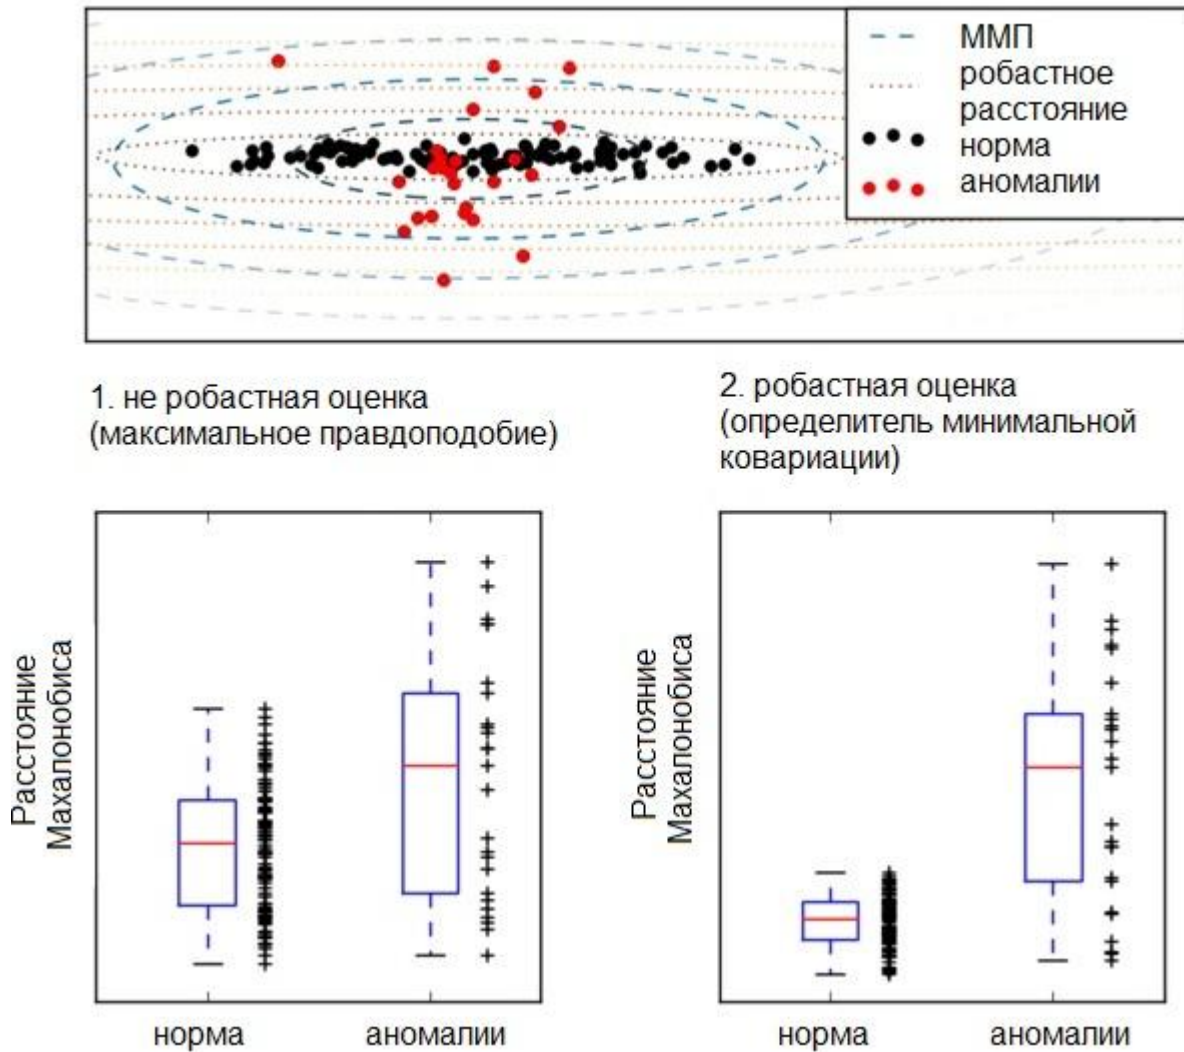 ММП
робастное
расстояние
норма
аномалии
1. не робастная оценка
(максимальное правдоподобие)
2. робастная оценка
(определитель минимальной
ковариации)
Расстояние
Махалонобиса
норма
аномалии
Расстояние
Махалонобиса
норма
аномалии